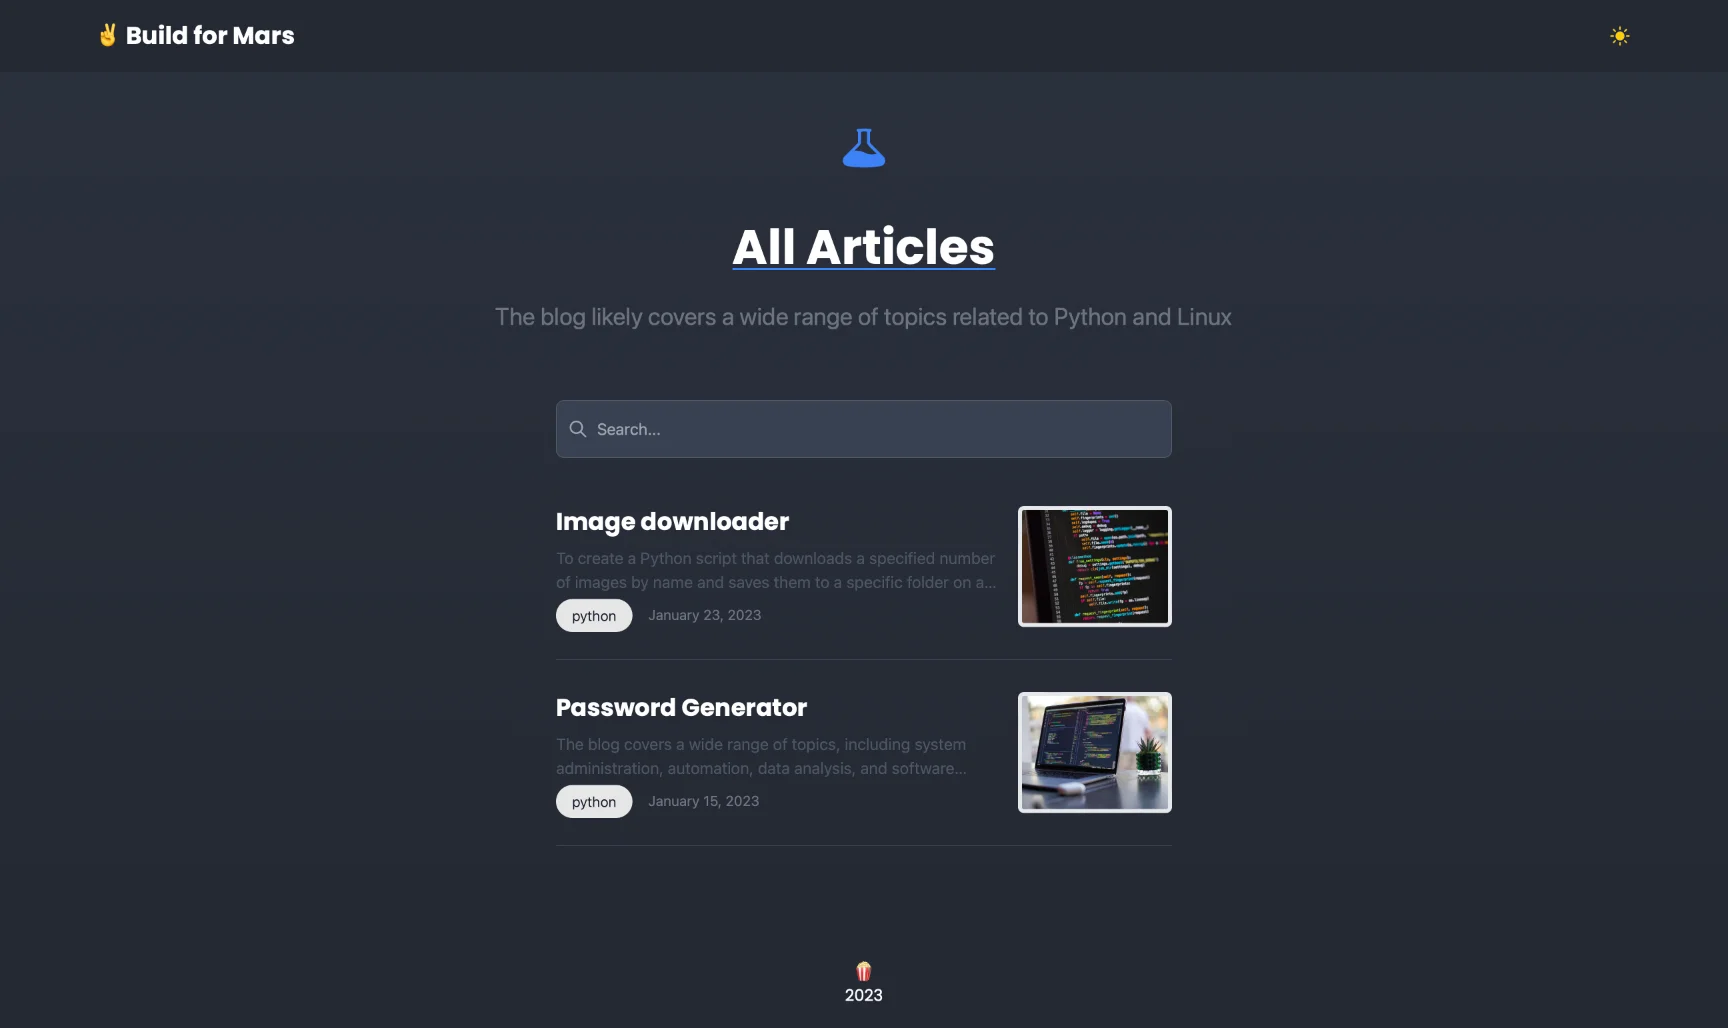 ✌️ Build for Mars
All Articles
The blog likely covers a wide range of topics related to Python and Linux
Search...
Image downloader
To create a Python script that downloads a specified number
of images by name and saves them to a specific folder on a...
python January 23, 2023
Password Generator
The blog covers a wide range of topics, including system
administration, automation, data analysis, and software...
python January 15, 2023
🍿
2023